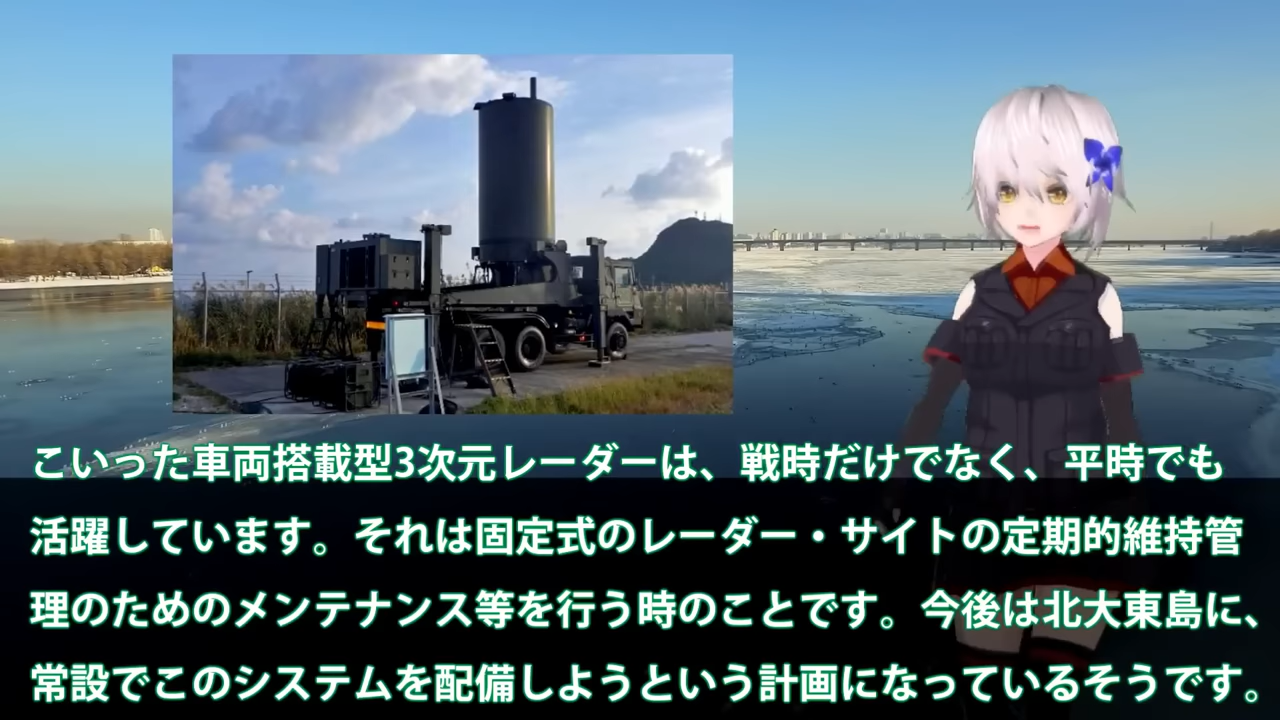 こいった車両搭載型3次元レーダーは、戦時だけでなく、平時でも
活躍しています。それは固定式のレーダー・サイトの定期的維持管
理のためのメンテナンス等を行う時のことです。今後は北大東島に、
常設でこのシステムを配備しようという計画になっているそうです。